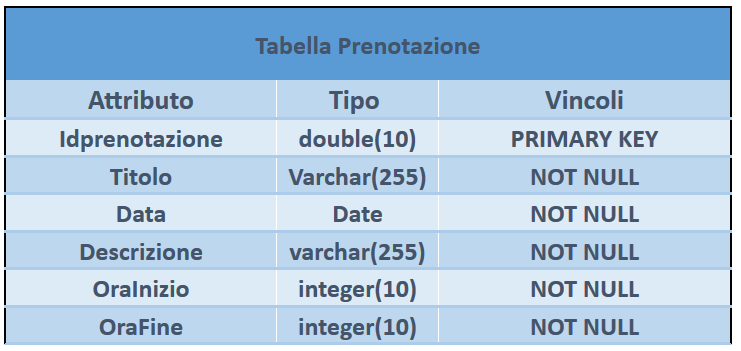 Tabella Prenotazione
Attributo Tipo Vincoli
Idprenotazione double(10) PRIMARY KEY
Titolo Varchar(255) NOT NULL
Data Date NOT NULL
Descrizione varchar(255) NOT NULL
OraInizio integer(10) NOT NULL
OraFine integer(10) NOT NULL